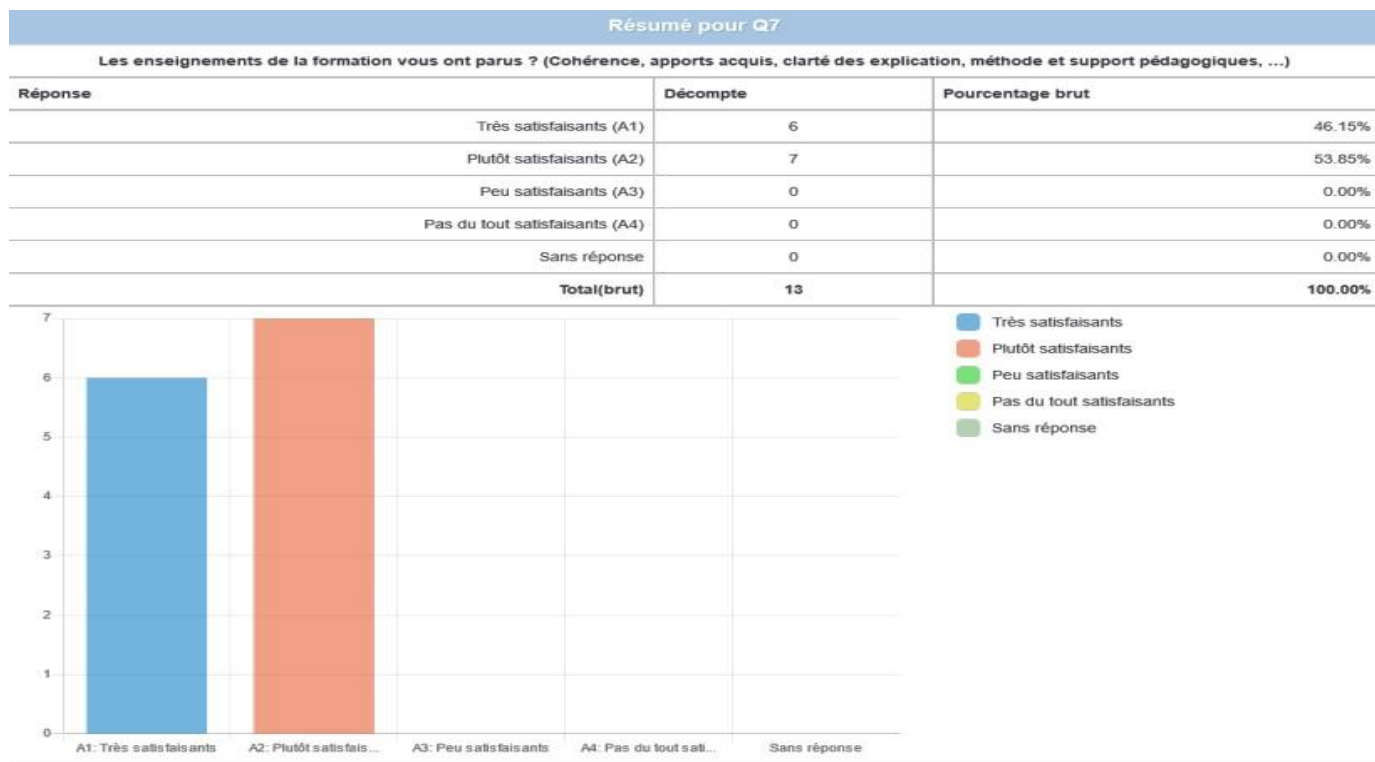 Résumé pour Q7
Les enseignements de la formation vous ont parus ? (Cohérence, apports acquis, clarté des explication, méthode et support pédagogiques, ...)
Réponse Décompte Pourcentage brut
Très satisfaisants (A1) 6 46.15%
Plutôt satisfaisants (A2) 7 53.85%
Peu satisfaisants (A3) 0 0.00%
Pas du tout satisfaisants (A4) 0 0.00%
Sans réponse 0 0.00%
Total(brut) 13 100.00%
7
6
5
4
3
2
1
0
A1: Très satisfaisants A2: Plutôt satisfais... A3: Peu satisfaisants A4: Pas du tout sati... Sans réponse
Très satisfaisants
Plutôt satisfaisants
Peu satisfaisants
Pas du tout satisfaisants
Sans réponse